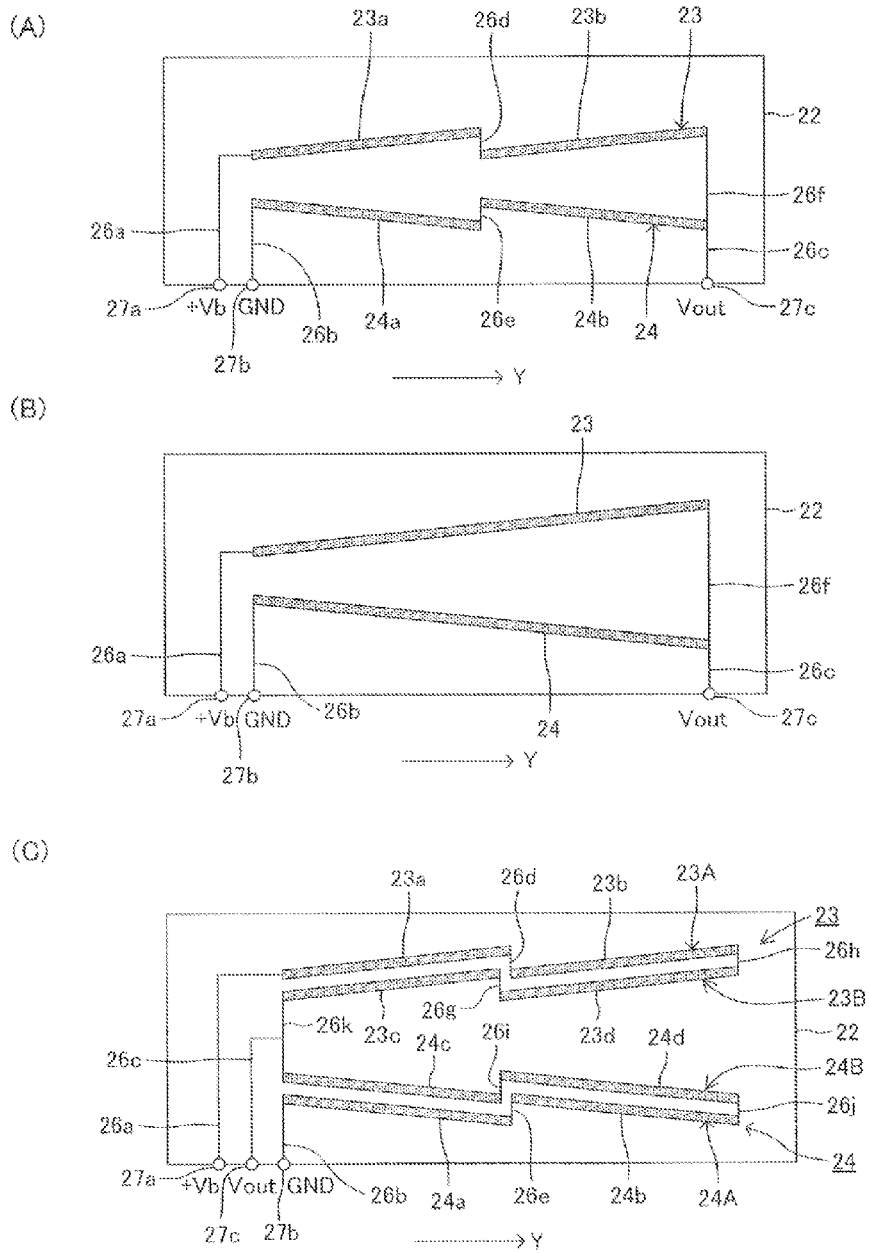 (A)
23a 26d 23b 23
22
26f
26a
26c
27a +Vb GND 26b 24a 26e 24b 24 Vout 27c
27b
Y
(B)
23
22
26f
26a
26c
27a +Vb GND 26b 24 Vout 27c
27b
Y
(C)
23a 26d 23b 23A
23
26h
26g 23B
26k 23c 23d 22
26i
26c 24c 24d 24B
26a 26j
27a +Vb Vout GND 26b 24a 26e 24b 24A 24
27c 27b
Y